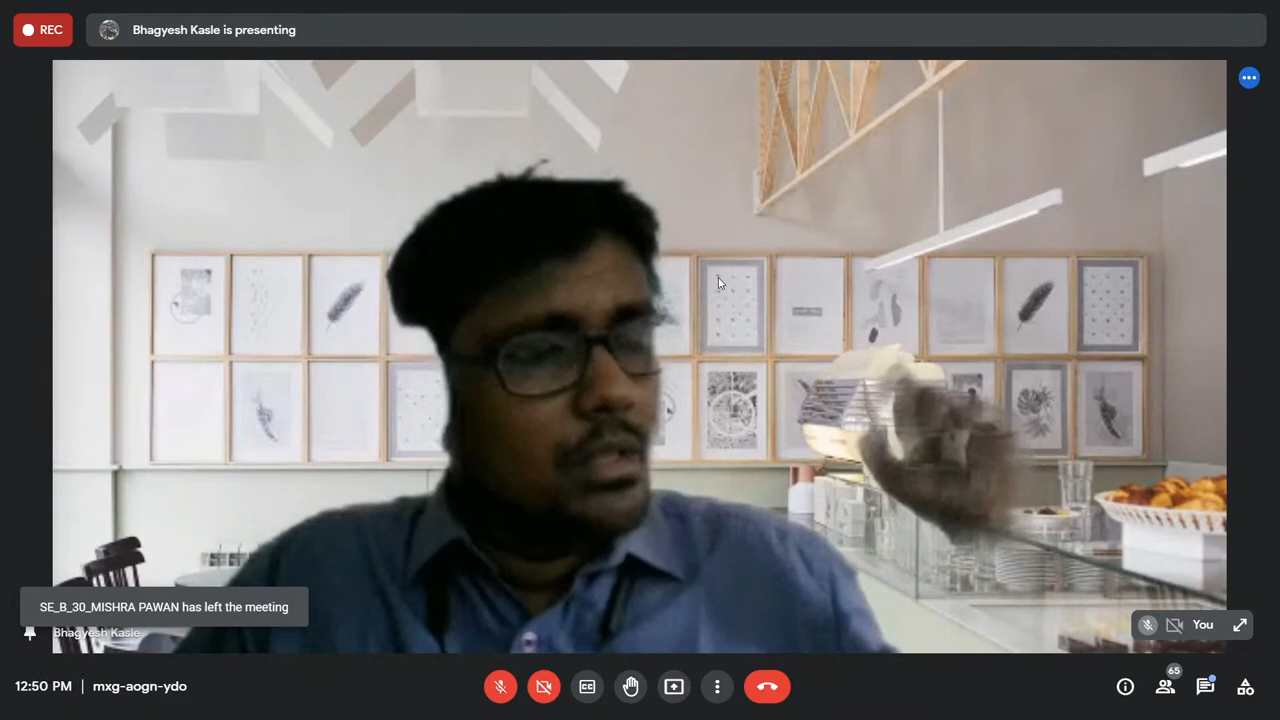 REC
Bhagyesh Kasle is presenting
SE_B_30_MISHRA PAWAN has left the meeting
Bhagyesh Kasle
You
12:50 PM | mxg-aogn-ydo
CC
65